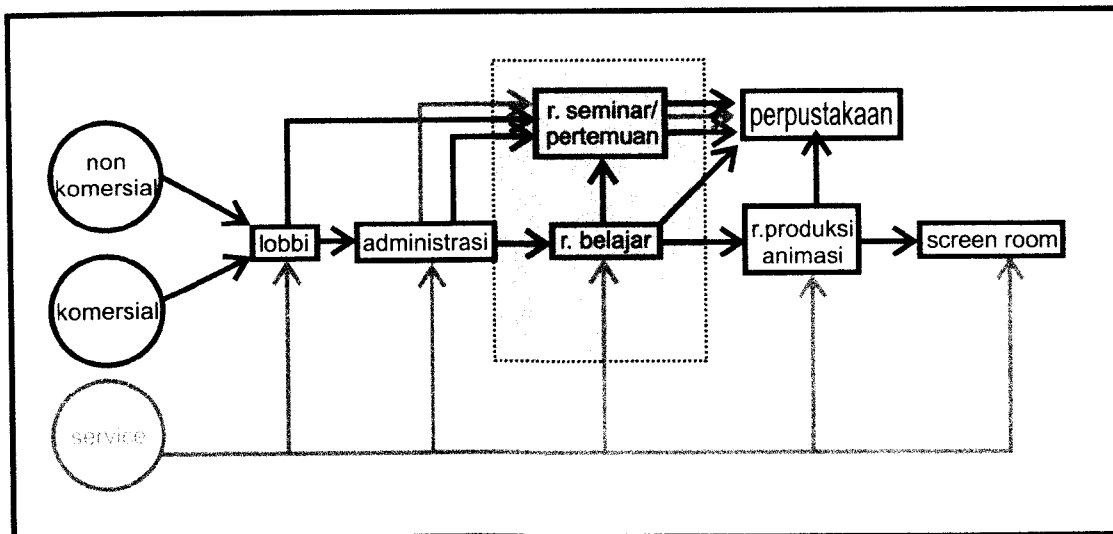 r. seminar/
pertemuan
perpustakaan
non
komersial
lobbi
administrasi
r. belajar
r.produksi
animasi
screen room
komersial
service